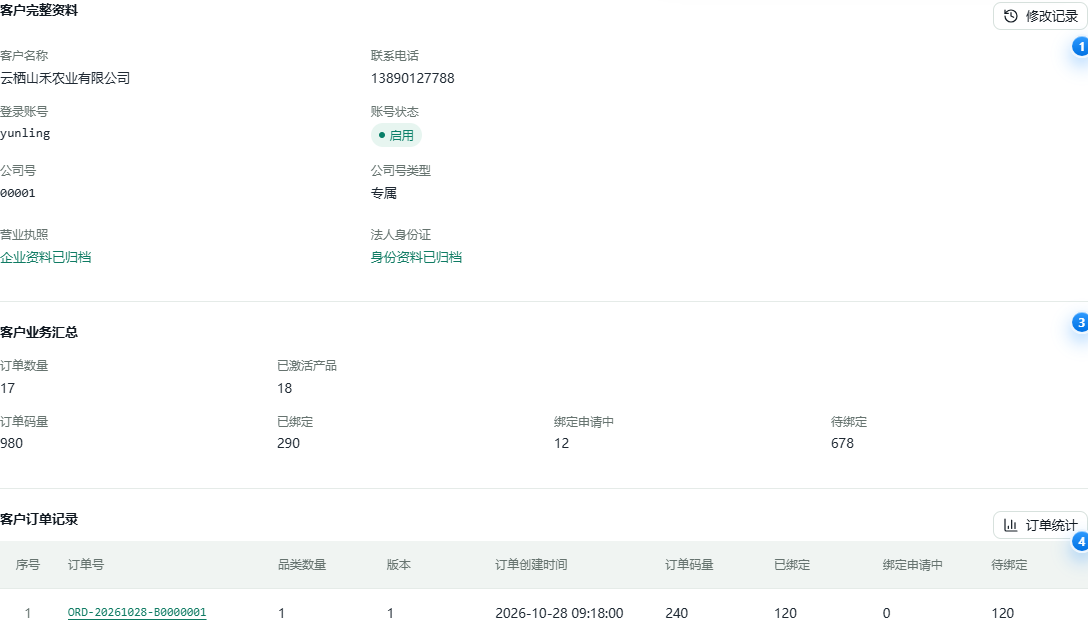 客户完整资料
修改记录
1
客户名称 联系电话
云栖山禾农业有限公司 13890127788
登录账号 账号状态
yunling 启用
公司号 公司号类型
00001 专属
营业执照 法人身份证
企业资料已归档 身份资料已归档
客户业务汇总
3
订单数量 已激活产品
17 18
订单码量 已绑定 绑定申请中 待绑定
980 290 12 678
客户订单记录
订单统计
4
序号 订单号 品类数量 版本 订单创建时间 订单码量 已绑定 绑定申请中 待绑定
1 ORD-20261028-B0000001 1 1 2026-10-28 09:18:00 240 120 0 120